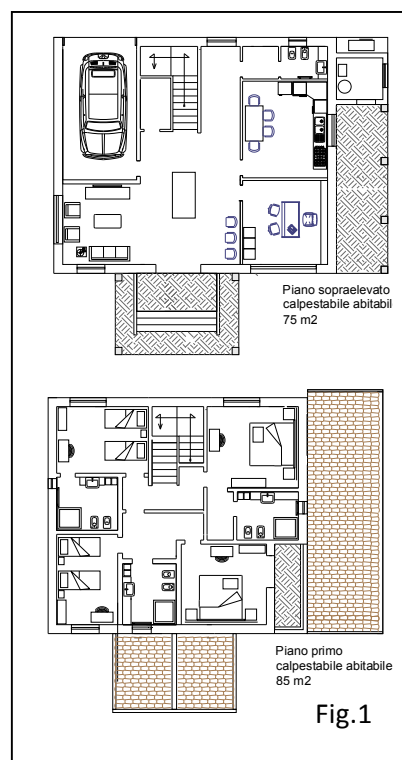 Piano sopraelevato
calpestabile abitabil
75 m2
Piano primo
calpestabile abitabile
85 m2
Fig.1